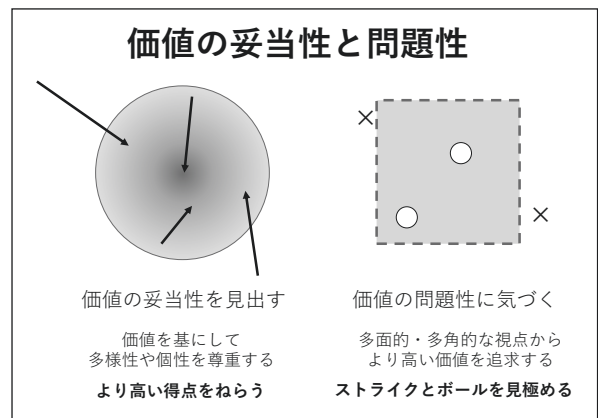 価値の妥当性と問題性
価値の妥当性を見出す
価値を基にして
多様性や個性を尊重する
より高い得点をねらう
価値の問題性に気づく
多面的・多角的な視点から
より高い価値を追求する
ストライクとボールを見極める